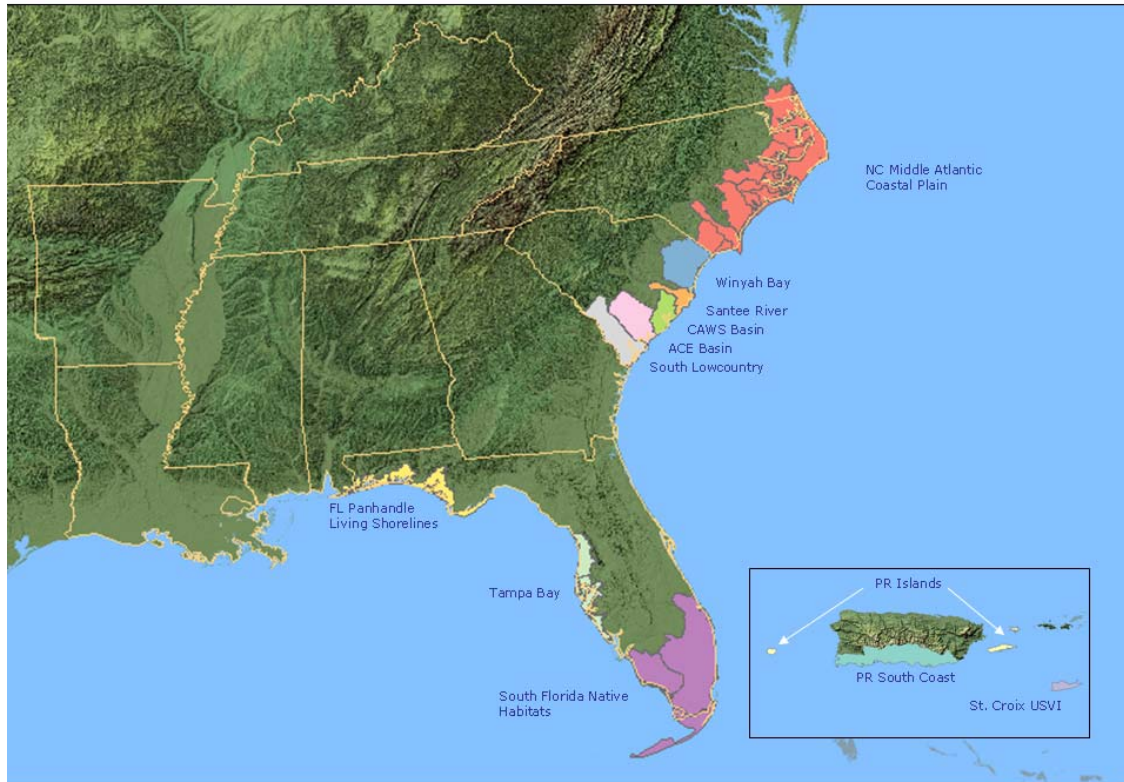 NC Middle Atlantic
Coastal Plain
Winyah Bay
Santee River
CAWS Basin
ACE Basin
South Lowcountry
FL Panhandle
Living Shorelines
Tampa Bay
South Florida Native
Habitats
PR Islands
PR South Coast
St. Croix USVI